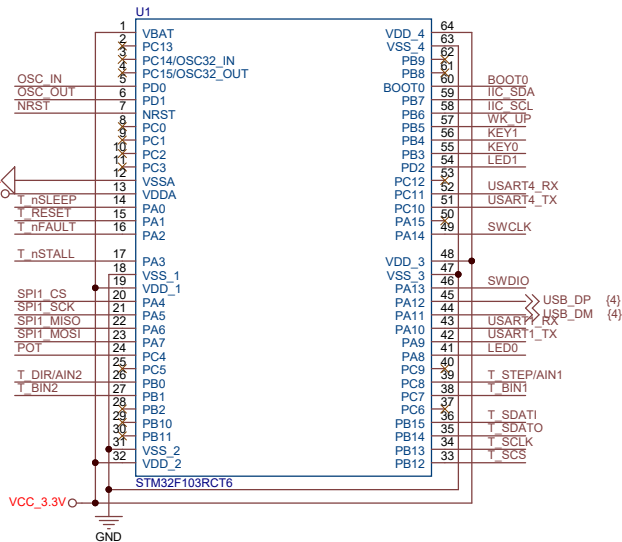 U1
1 VBAT VDD_4 64
2 PC13 VSS_4 63
3 PC14/OSC32_IN PB9 62
4 PC15/OSC32_OUT PB8 61
OSC_IN 5 PD0 BOOT0 60 BOOT0
OSC_OUT 6 PD1 PB7 59 IIC_SDA
NRST 7 NRST PB6 58 IIC_SCL
8 PC0 PB5 57 WK_UP
9 PC1 PB4 56 KEY1
10 PC2 PB3 55 KEY0
11 PC3 PD2 54 LED1
12 VSSA PC12 53
13 VDDA PC11 52 USART4_RX
T_nSLEEP 14 PA0 PC10 51 USART4_TX
T_RESET 15 PA1 PA15 50
T_nFAULT 16 PA2 PA14 49 SWCLK
T_nSTALL 17 PA3 VDD_3 48
18 VSS_1 VSS_3 47
19 VDD_1 PA13 46 SWDIO
SPI1_CS 20 PA4 PA12 45 USB_DP {4}
SPI1_SCK 21 PA5 PA11 44 USB_DM {4}
SPI1_MISO 22 PA6 PA10 43 USART1_RX
SPI1_MOSI 23 PA7 PA9 42 USART1_TX
POT 24 PC4 PA8 41 LED0
25 PC5 PC9 40
T_DIR/AIN2 26 PB0 PC8 39 T_STEP/AIN1
T_BIN2 27 PB1 PC7 38 T_BIN1
28 PB2 PC6 37
29 PB10 PB15 36 T_SDATI
30 PB11 PB14 35 T_SDATO
31 VSS_2 PB13 34 T_SCLK
32 VDD_2 PB12 33 T_SCS
STM32F103RCT6
VCC_3.3V
GND